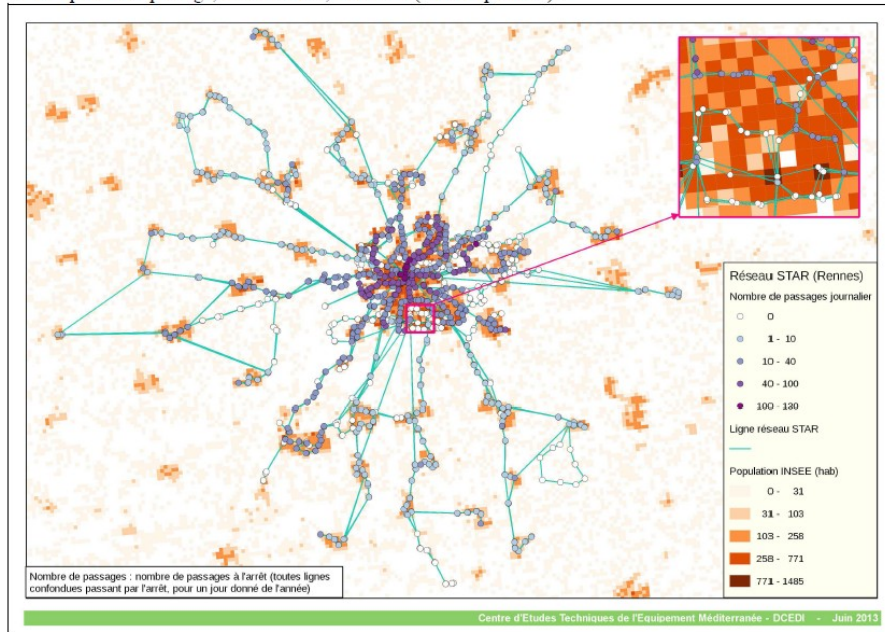 Réseau STAR (Rennes)
Nombre de passages journalier
0
1 - 10
10 - 40
40 - 100
100 - 130
Ligne réseau STAR
Population INSEE (hab)
0 - 31
31 - 103
103 - 258
258 - 771
771 - 1485
Nombre de passages : nombre de passages à l'arrêt (toutes lignes
confondues passant par l'arrêt, pour un jour donné de l'année)
Centre d'Etudes Techniques de l'Equipement Méditerranée - DCEDI - Juin 2013